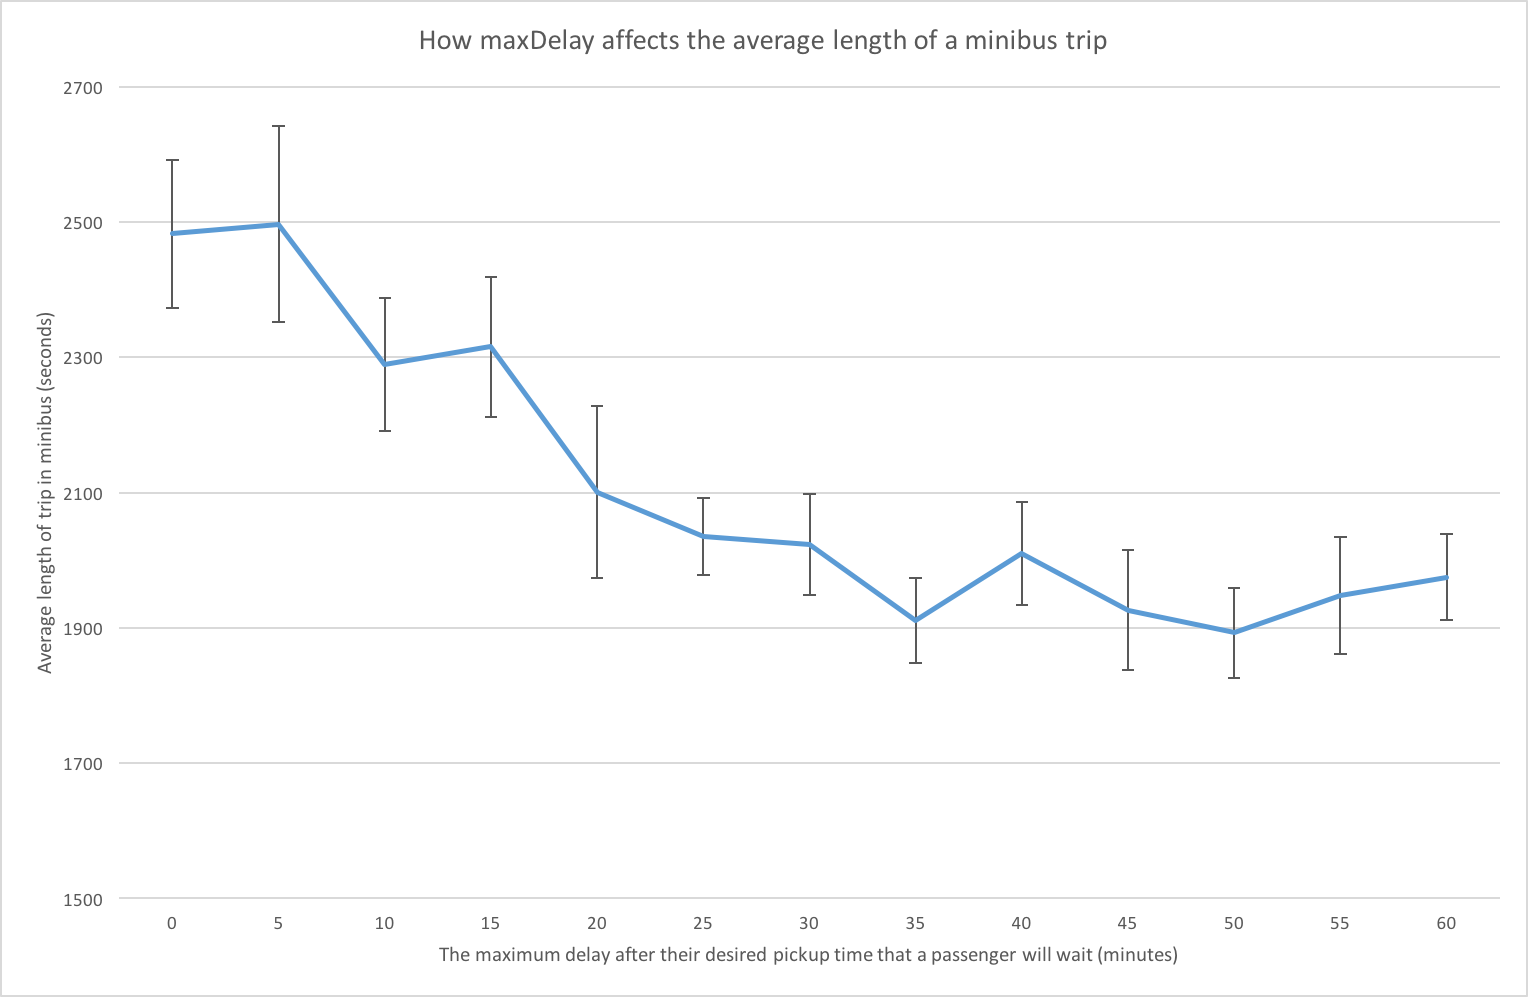 How maxDelay affects the average length of a minibus trip
2700
2500
2300
2100
1900
1700
1500
Average length of trip in minibus (seconds)
0 5 10 15 20 25 30 35 40 45 50 55 60
The maximum delay after their desired pickup time that a passenger will wait (minutes)